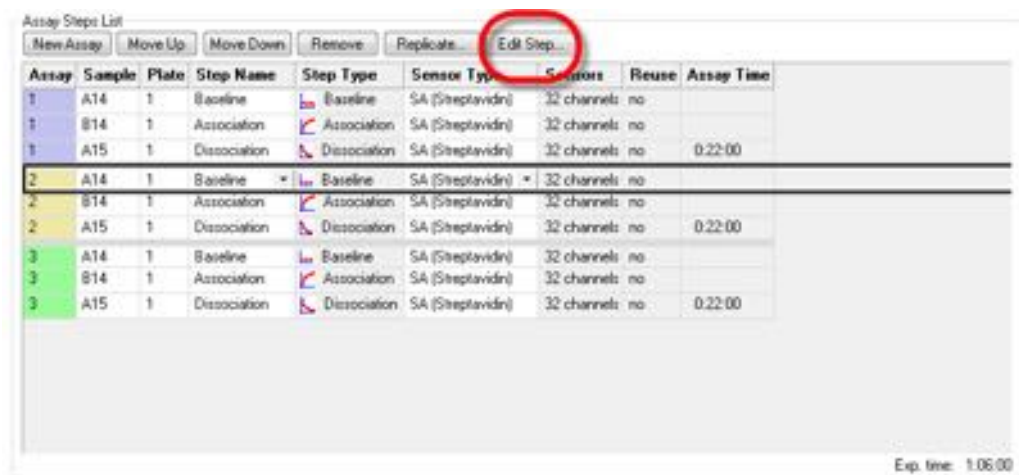 Assay Steps List
New Assay Move Up Move Down Remove Replicate... Edit Step...
Assay Sample Plate Step Name Step Type Sensor Type Sensors Reuse Assay Time
1 A14 1 Baseline Baseline SA (Streptavidin) 32 channels no
1 B14 1 Association Association SA (Streptavidin) 32 channels no
1 A15 1 Dissociation Dissociation SA (Streptavidin) 32 channels no 0:22:00
2 A14 1 Baseline Baseline SA (Streptavidin) 32 channels no
2 B14 1 Association Association SA (Streptavidin) 32 channels no
2 A15 1 Dissociation Dissociation SA (Streptavidin) 32 channels no 0:22:00
3 A14 1 Baseline Baseline SA (Streptavidin) 32 channels no
3 B14 1 Association Association SA (Streptavidin) 32 channels no
3 A15 1 Dissociation Dissociation SA (Streptavidin) 32 channels no 0:22:00
Exp. time: 1:06:00